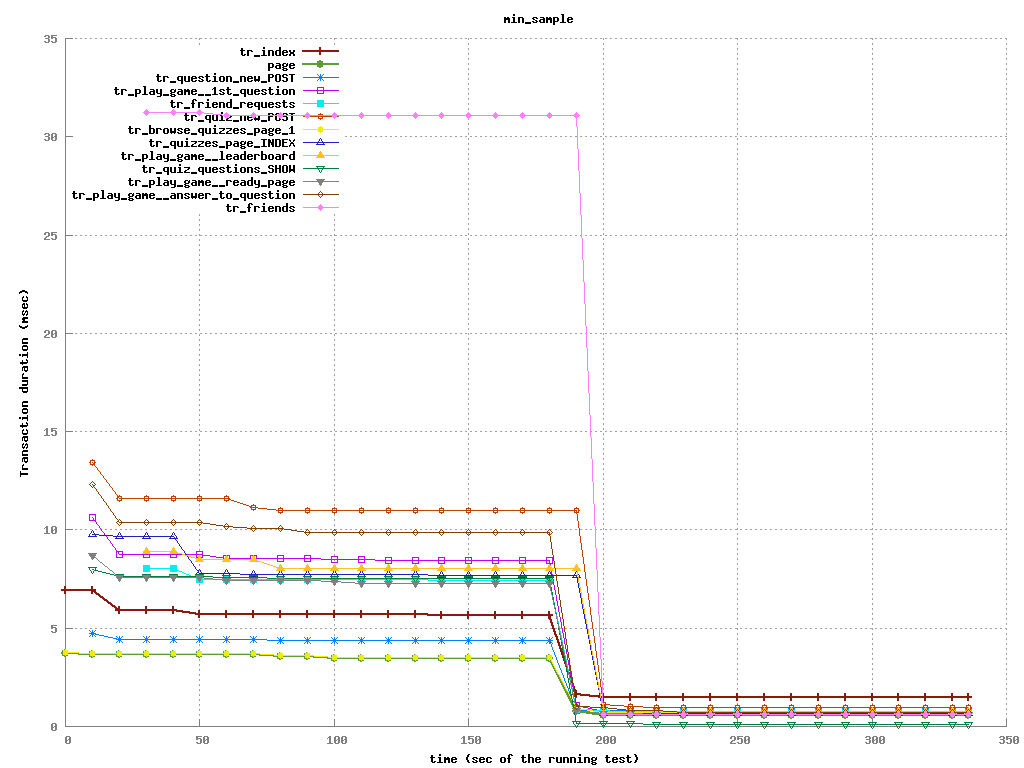 min_sample
35
30
25
20
15
10
5
0
Transaction duration (msec)
tr_index
page
tr_question_new_POST
tr_play_game__1st_question
tr_friend_requests
tr_quiz_new_POST
tr_browse_quizzes_page_1
tr_quizzes_page_INDEX
tr_play_game__leaderboard
tr_quiz_questions_SHOW
tr_play_game__ready_page
tr_play_game__answer_to_question
tr_friends
0 50 100 150 200 250 300 350
time (sec of the running test)